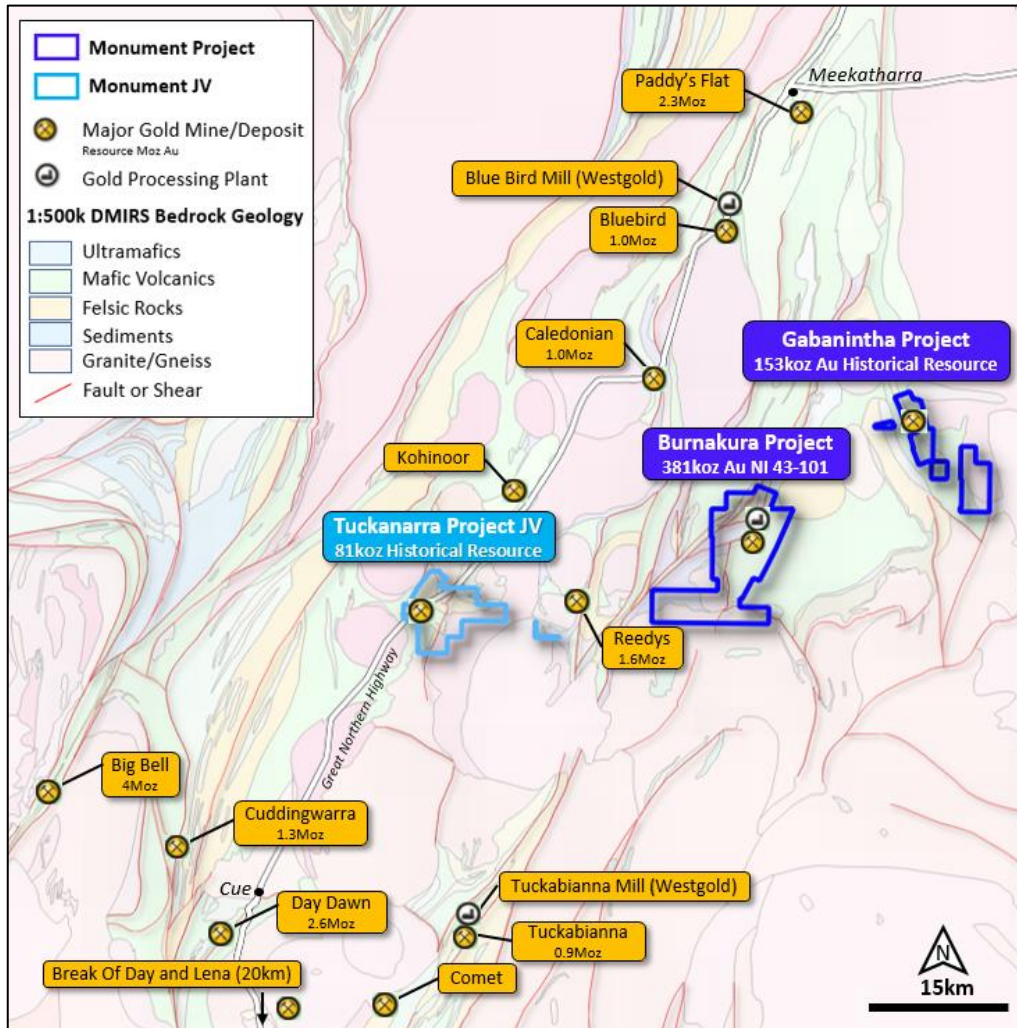 Monument Project
Monument JV
Major Gold Mine/Deposit
Resource Moz Au
Gold Processing Plant
1:500k DMIRS Bedrock Geology
Ultramafics
Mafic Volcanics
Felsic Rocks
Sediments
Granite/Gneiss
Fault or Shear
Meekatharra
Paddy's Flat
2.3Moz
Blue Bird Mill (Westgold)
Bluebird
1.0Moz
Caledonian
1.0Moz
Gabanintha Project
153koz Au Historical Resource
Burnakura Project
381koz Au NI 43-101
Kohinoor
Tuckanarra Project JV
81koz Historical Resource
Reedys
1.6Moz
Great Northern Highway
Big Bell
4Moz
Cuddingwarra
1.3Moz
Cue
Day Dawn
2.6Moz
Tuckabianna Mill (Westgold)
Tuckabianna
0.9Moz
Break Of Day and Lena (20km)
Comet
N
15km